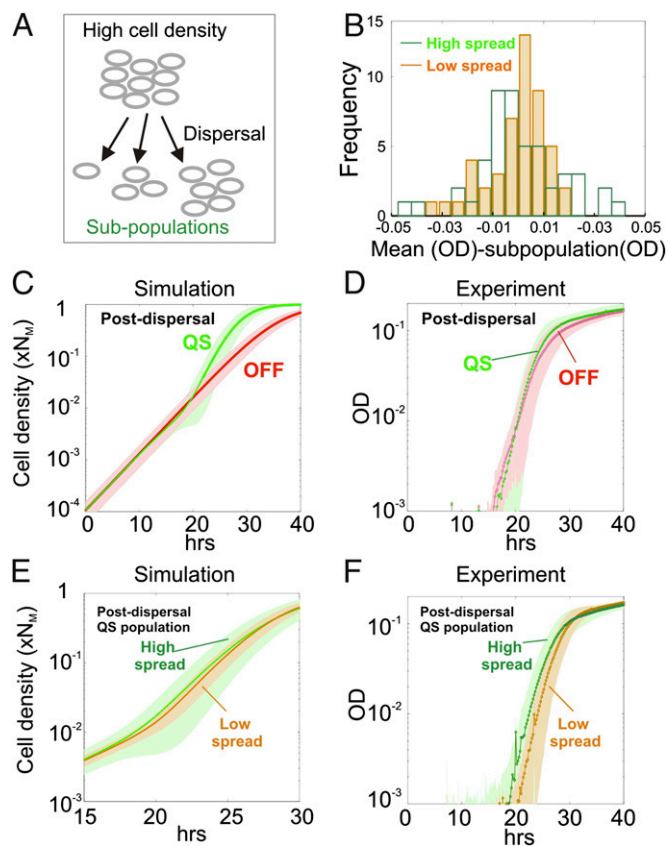 A
High cell density
Dispersal
Sub-populations
B
Frequency
15
10
5
0
High spread
Low spread
-0.05 -0.03 -0.01 0.01 -0.03 0.05
Mean (OD)-subpopulation(OD)
C
Simulation
Post-dispersal
QS
OFF
Cell density (xN_M)
1
10^-1
10^-2
10^-3
10^-4
0 10 20 30 40
hrs
D
Experiment
Post-dispersal
QS
OFF
OD
10^-1
10^-2
10^-3
0 10 20 30 40
hrs
E
Simulation
Post-dispersal
QS population
High
spread
Low
spread
Cell density (xN_M)
1
10^-1
10^-2
10^-3
15 20 25 30
hrs
F
Experiment
Post-dispersal
QS population
High
spread
Low
spread
OD
10^-1
10^-2
10^-3
0 10 20 30 40
hrs